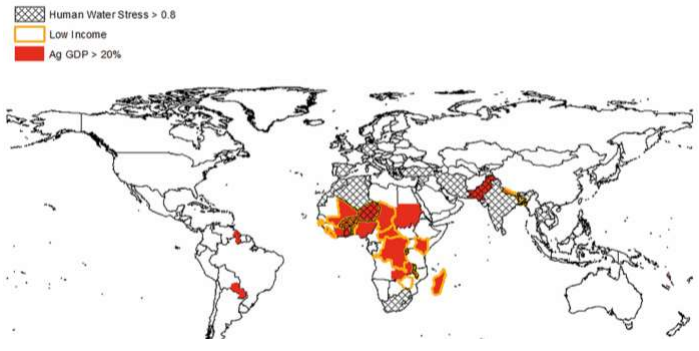 Human Water Stress > 0.8
Low Income
Ag GDP > 20%